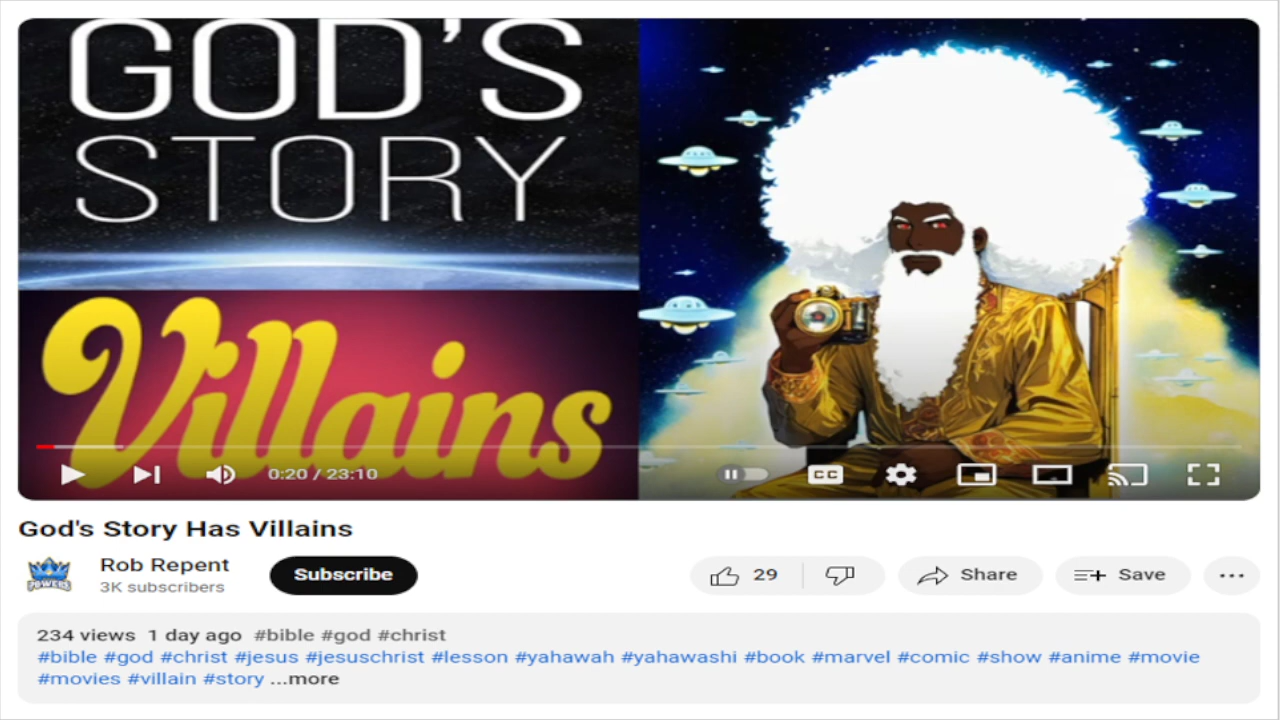 GOD'S
STORY
Villains
0:20 / 23:10
CC
God's Story Has Villains
POWERS
Rob Repent
3K subscribers
Subscribe
29
Share
Save
234 views 1 day ago #bible #god #christ
#bible #god #christ #jesus #jesuschrist #lesson #yahawah #yahawashi #book #marvel #comic #show #anime #movie
#movies #villain #story ...more